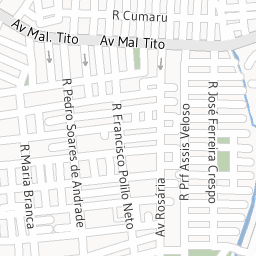 R Cumaru
Av Mal. Tito
Av Mal Tito
R Pedro Soares de Andrade
R Francisco Polilo Neto
R Maria Branca
Av Rosária
R Prf Assis Veloso
R José Ferreira Crespo